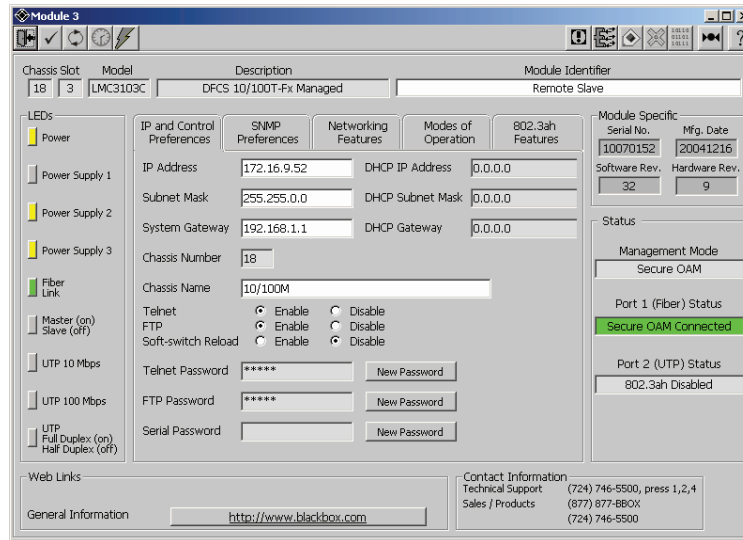 Module 3
Chassis Slot Model Description Module Identifier
18 3 LMC3103C DFCS 10/100T-Fx Managed Remote Slave
LEDs
Power
Power Supply 1
Power Supply 2
Power Supply 3
Fiber
Link
Master (on)
Slave (off)
UTP 10 Mbps
UTP 100 Mbps
UTP
Full Duplex (on)
Half Duplex (off)
IP and Control
Preferences
SNMP
Preferences
Networking
Features
Modes of
Operation
802.3ah
Features
IP Address 172.16.9.52 DHCP IP Address 0.0.0.0
Subnet Mask 255.255.0.0 DHCP Subnet Mask 0.0.0.0
System Gateway 192.168.1.1 DHCP Gateway 0.0.0.0
Chassis Number 18
Chassis Name 10/100M
Telnet Enable Disable
FTP Enable Disable
Soft-switch Reload Enable Disable
Telnet Password ***** New Password
FTP Password ***** New Password
Serial Password New Password
Module Specific
Serial No. Mfg. Date
10070152 20041216
Software Rev. Hardware Rev.
32 9
Status
Management Mode
Secure OAM
Port 1 (Fiber) Status
Secure OAM Connected
Port 2 (UTP) Status
802.3ah Disabled
Web Links
General Information http://www.blackbox.com
Contact Information
Technical Support (724) 746-5500, press 1,2,4
Sales / Products (877) 877-BBOX
(724) 746-5500